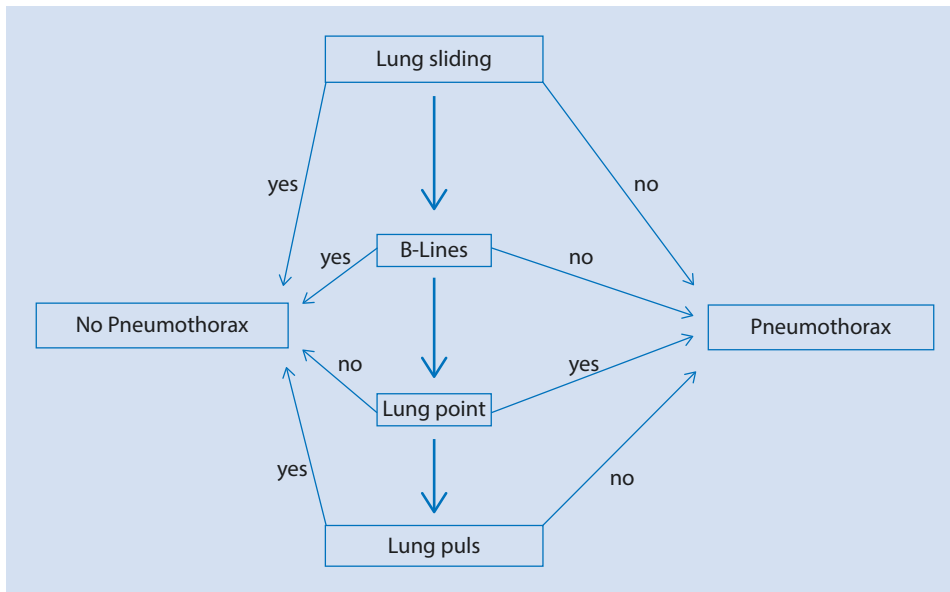 Lung sliding
yes
no
B-Lines
yes
no
No Pneumothorax
Pneumothorax
no
yes
Lung point
yes
no
Lung puls